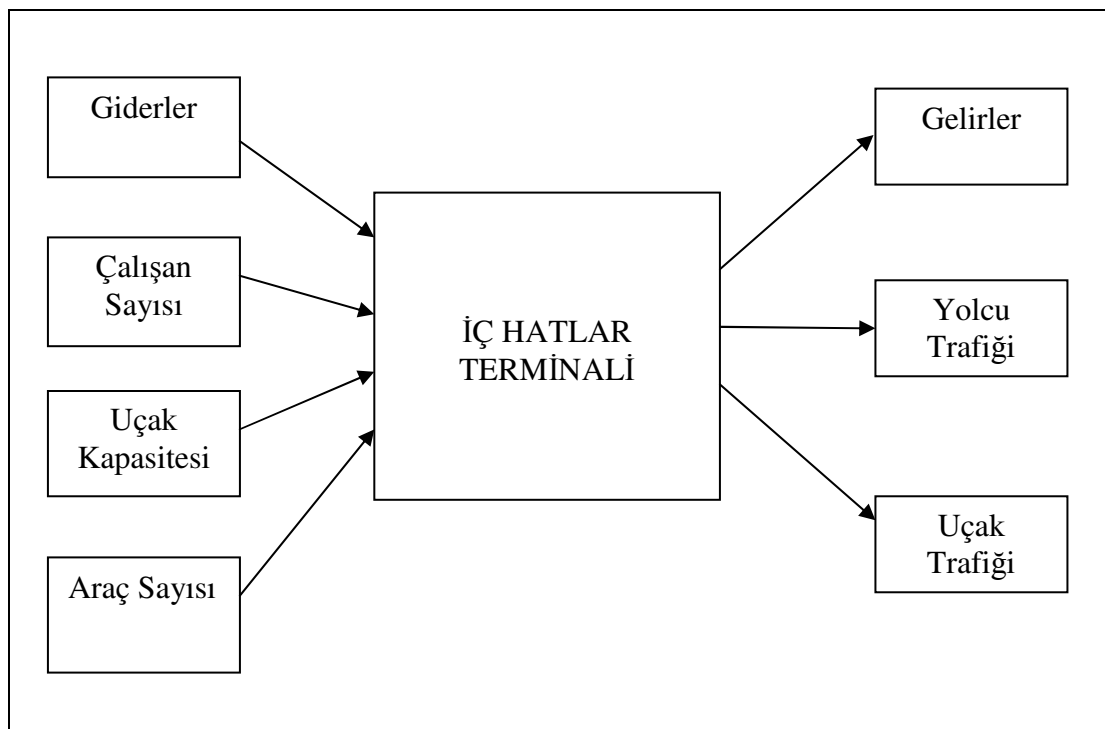 Giderler
Çalışan
Sayısı
Uçak
Kapasitesi
Araç Sayısı
İÇ HATLAR
TERMİNALİ
Gelirler
Yolcu
Trafiği
Uçak
Trafiği